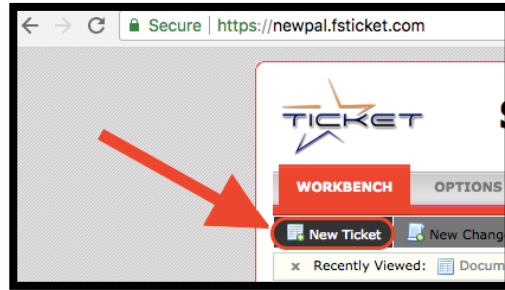 Secure | https://newpal.fsticket.com
TICKET
WORKBENCH OPTIONS
New Ticket New Chang
x Recently Viewed: Docum